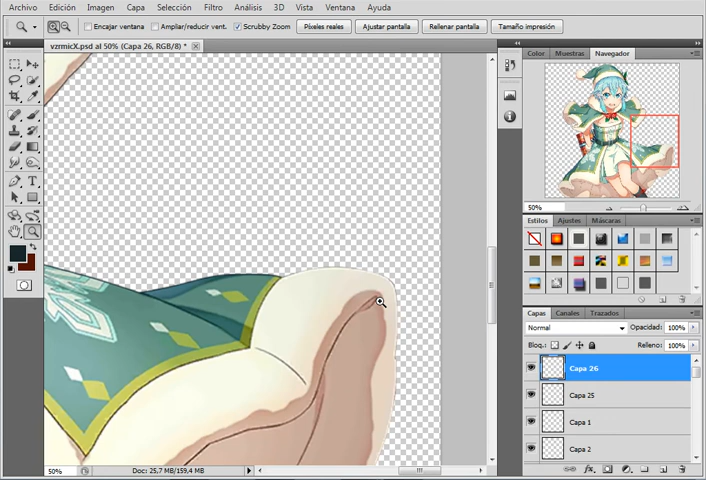 Archivo Edición Imagen Capa Selección Filtro Análisis 3D Vista Ventana Ayuda
Encajar ventana Ampliar/reducir vent. Scrubby Zoom Píxeles reales Ajustar pantalla Rellenar pantalla Tamaño impresión
vzrmicX.psd al 50% (Capa 26, RGB/8) *
Color Muestras Navegador
50%
Estilos Ajustes Máscaras
Capas Canales Trazados
Normal Opacidad: 100%
Bloq.: Relleno: 100%
Capa 26
Capa 25
Capa 1
Capa 2
50% Doc: 25,7 MB/159,4 MB
fx